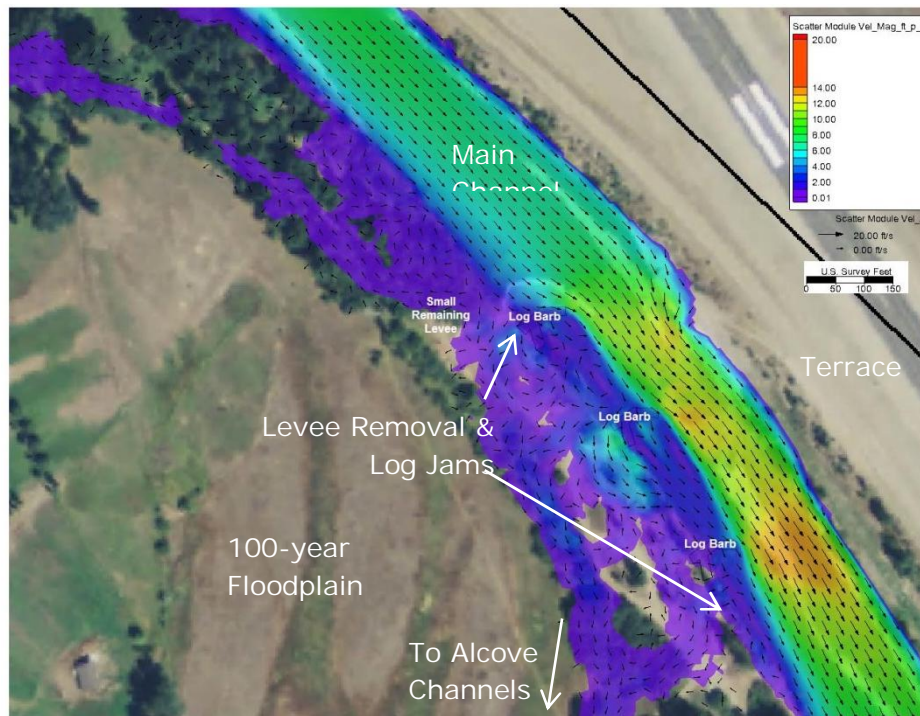 Scatter Module Vel_Mag_ft_p_
20.00
14.00
12.00
10.00
8.00
6.00
4.00
2.00
0.01
Scatter Module Vel_
20.00 ft/s
0.00 ft/s
U.S. Survey Feet
0 50 100 150
Main
Channel
Small
Remaining
Levee
Log Barb
Terrace
Log Barb
Levee Removal &
Log Jams
Log Barb
100-year
Floodplain
To Alcove
Channels